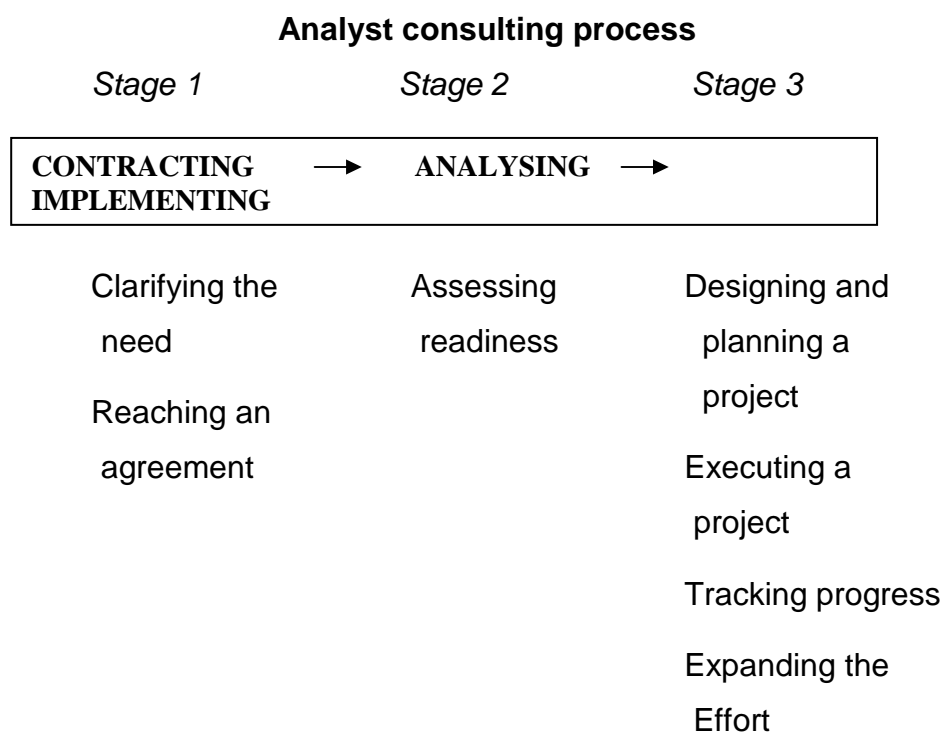 Analyst consulting process
Stage 1 Stage 2 Stage 3
CONTRACTING → ANALYSING →
IMPLEMENTING
Clarifying the
need
Reaching an
agreement
Assessing
readiness
Designing and
planning a
project
Executing a
project
Tracking progress
Expanding the
Effort